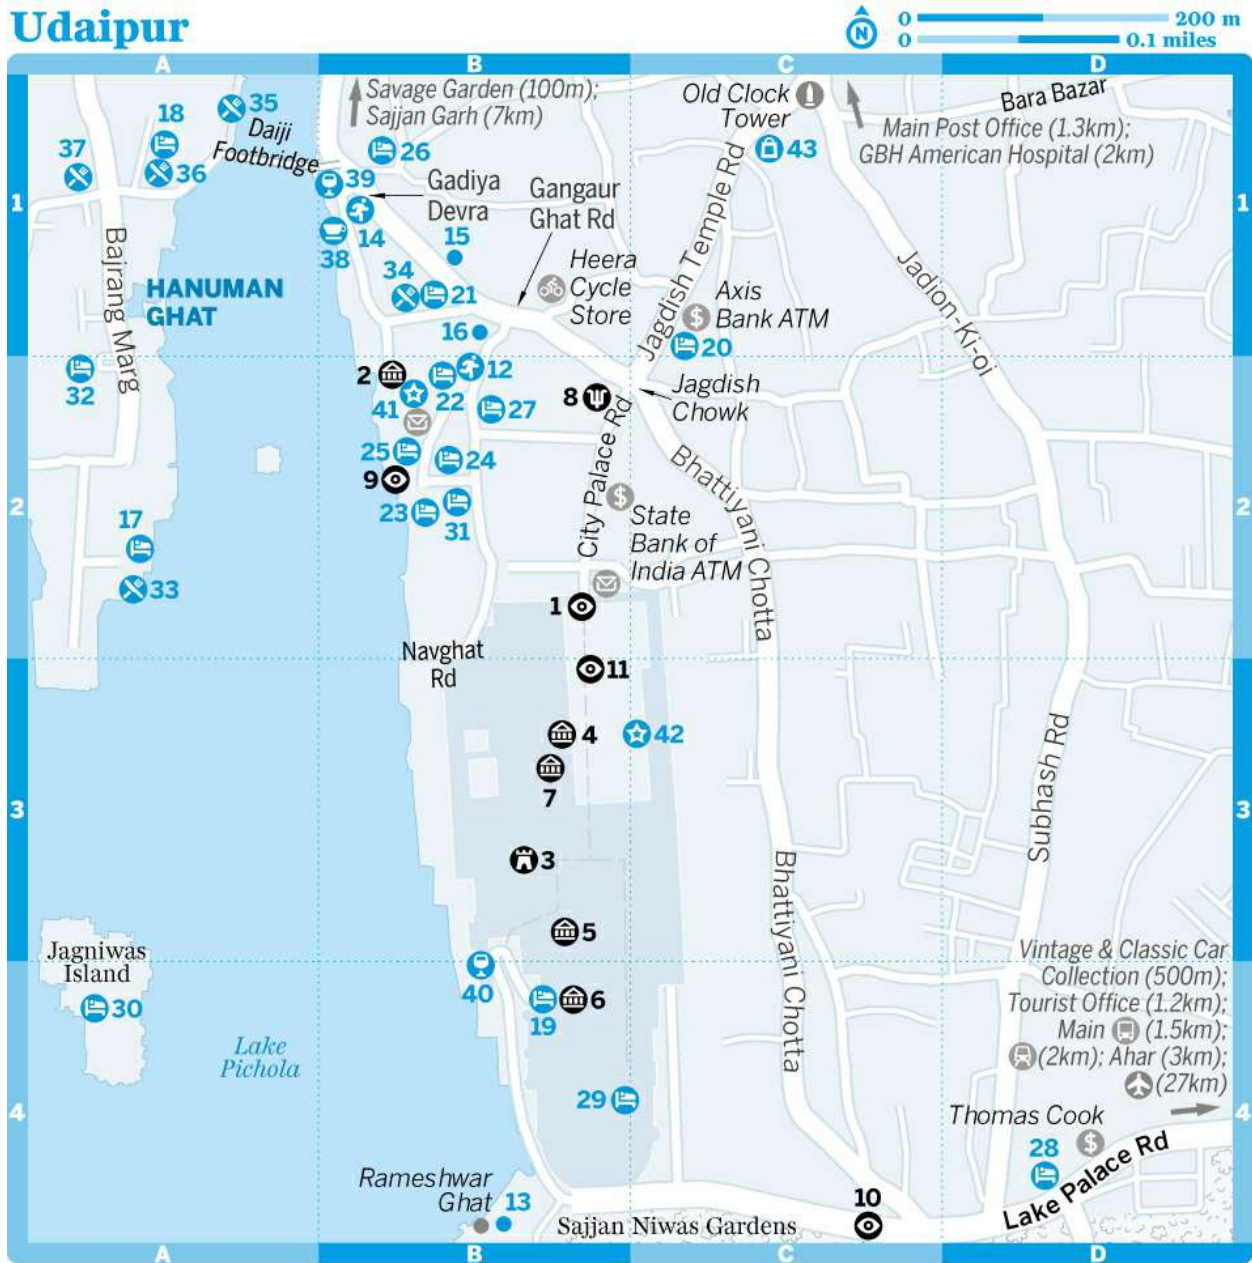 Udaipur
N
0 200 m
0 0.1 miles
A B C D
Savage Garden (100m);
Sajjan Garh (7km)
Old Clock
Tower
Bara Bazar
Main Post Office (1.3km);
GBH American Hospital (2km)
35
18
Daiji
Footbridge
37
36
26
43
39
Gadiya
Devra
Gangaur
Ghat Rd
Jagdish Temple Rd
1
1
14
38
15
Bajrang Marg
HANUMAN
GHAT
34
21
Heera
Cycle
Store
Axis
Bank ATM
$
Jadion-Ki-oi
16
20
32
2
12
22
41
27
8
Jagdish
Chowk
City Palace Rd
Bhattiyani Chotta
25
24
9
23
31
2
2
17
33
$
State
Bank of
India ATM
1
Navghat
Rd
11
4
42
7
3
3
3
Subhash Rd
Bhattiyani Chotta
5
Jagniwas
Island
30
40
19
6
Vintage & Classic Car
Collection (500m);
Tourist Office (1.2km);
Main (1.5km);
(2km); Ahar (3km);
(27km)
Lake
Pichola
29
4
4
Thomas Cook
$
28
Lake Palace Rd
Rameshwar
Ghat
13
10
Sajjan Niwas Gardens
A B C D